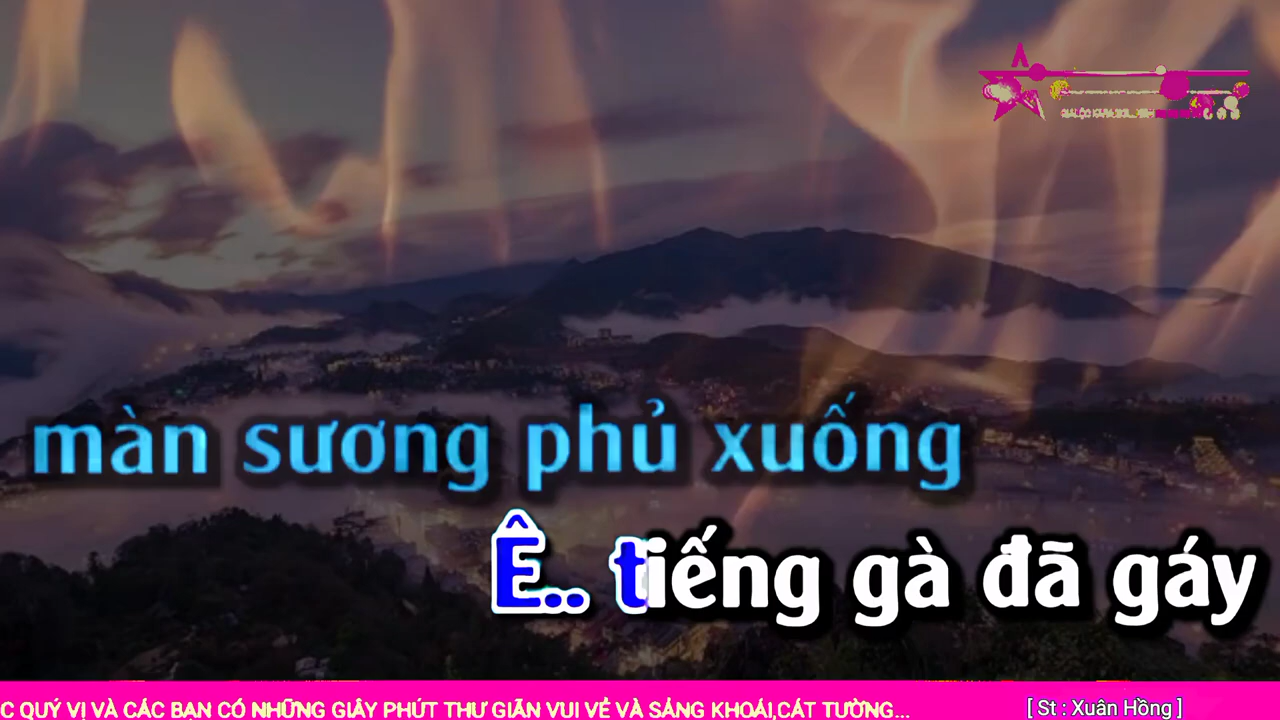 màn sương phủ xuống
Ê.. tiếng gà đã gáy
C QUÝ VỊ VÀ CÁC BẠN CÓ NHỮNG GIÂY PHÚT THƯ GIÃN VUI VẺ VÀ SẢNG KHOÁI,CÁT TƯỜNG...
[ St : Xuân Hồng ]